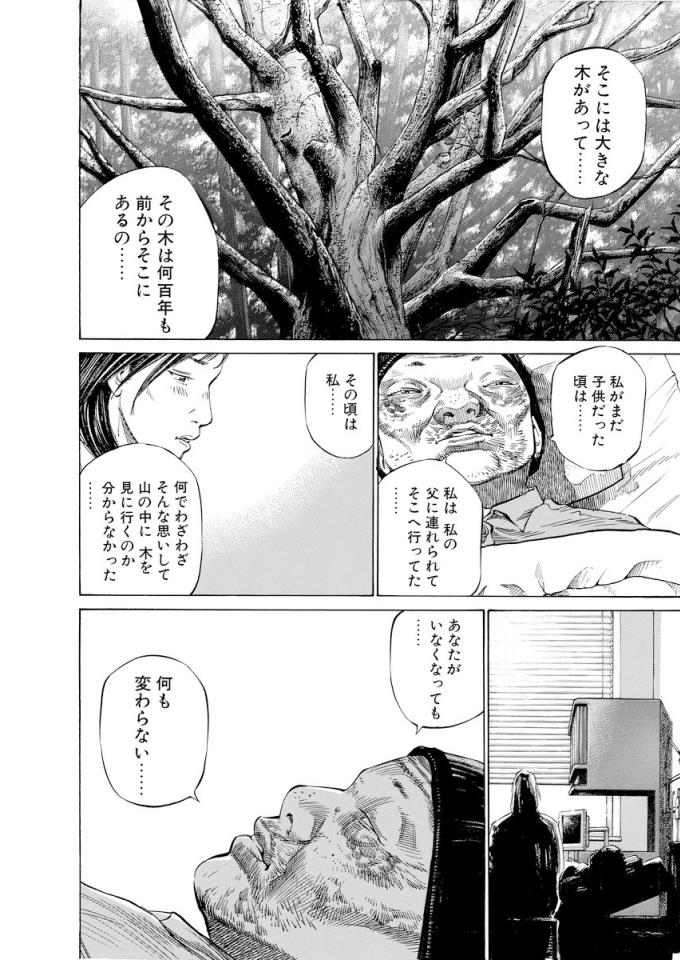 そこには大きな
木があって……
その木は何百年も
前からそこに
あるの……
私がまだ
子供だった
頃は……
私は 私の
父に連れられて
そこへ行ってた
その頃は
私……
何でわざわざ
そんな思いして
山の中に 木を
見に行くのか
分からなかった
……
あなたが
いなくなっても
……
何も
変わらない……